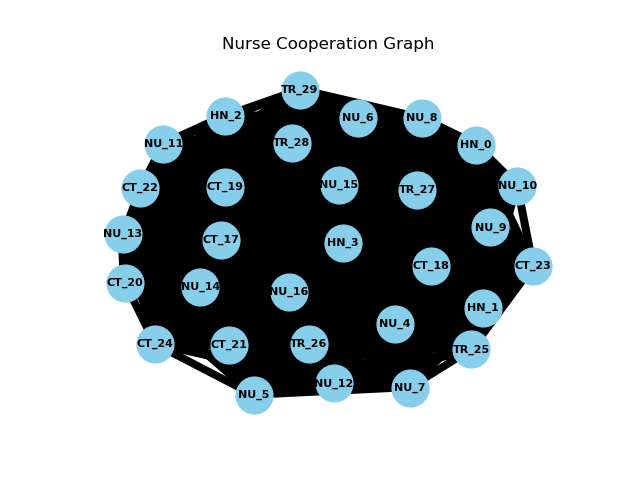 Nurse Cooperation Graph
TR_29
HN_2
NU_6
NU_8
NU_11
TR_28
HN_0
CT_22
CT_19
NU_15
TR_27
NU_10
NU_13
CT_17
HN_3
NU_9
CT_18
CT_23
CT_20
NU_14
NU_16
HN_1
NU_4
CT_24
CT_21
TR_26
TR_25
NU_5
NU_12
NU_7